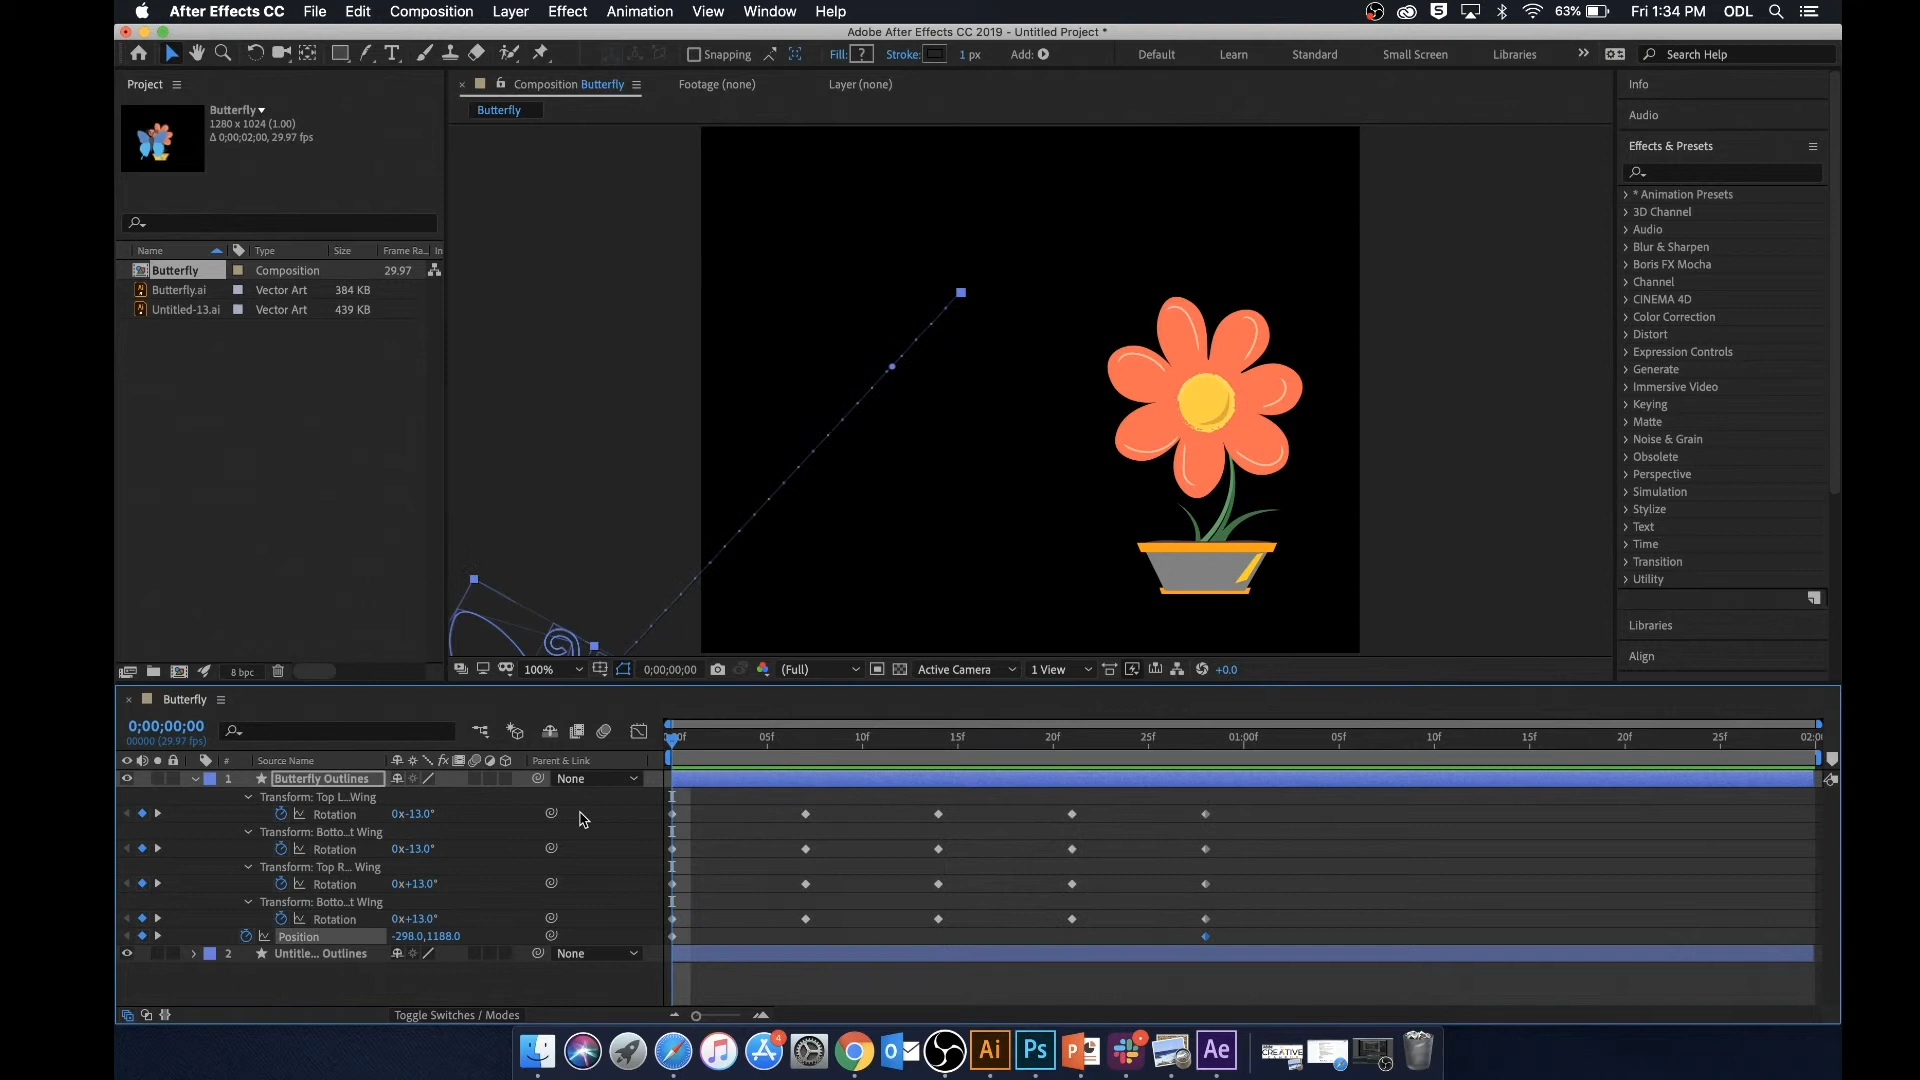 After Effects CC File Edit Composition Layer Effect Animation View Window Help 63% Fri 1:34 PM ODL
Adobe After Effects CC 2019 - Untitled Project *
Snapping Fill: ? Stroke: 1 px Add: Default Learn Standard Small Screen Libraries Search Help
Project
Composition Butterfly Footage (none) Layer (none)
Butterfly
Butterfly
1280 x 1024 (1.00)
Δ 0;00;02;00, 29.97 fps
Name Type Size Frame Ra... In
Butterfly Composition 29.97
Butterfly.ai Vector Art 384 KB
Untitled-13.ai Vector Art 439 KB
8 bpc
100% 0;00;00;00 (Full) Active Camera 1 View +0.0
Info
Audio
Effects & Presets
* Animation Presets
3D Channel
Audio
Blur & Sharpen
Boris FX Mocha
Channel
CINEMA 4D
Color Correction
Distort
Expression Controls
Generate
Immersive Video
Keying
Matte
Noise & Grain
Obsolete
Perspective
Simulation
Stylize
Text
Time
Transition
Utility
Libraries
Align
Butterfly
0;00;00;00
00000 (29.97 fps)
05f 10f 15f 20f 25f 01:00f 05f 10f 15f 20f 25f
# Source Name fx Parent & Link
1 Butterfly Outlines None
Transform: Top L...Wing
Rotation 0x-13.0°
Transform: Botto...t Wing
Rotation 0x-13.0°
Transform: Top R... Wing
Rotation 0x+13.0°
Transform: Botto...t Wing
Rotation 0x+13.0°
Position -298.0,1188.0
2 Untitle... Outlines None
Toggle Switches / Modes
4
Ai Ps P Ae CREATIVE